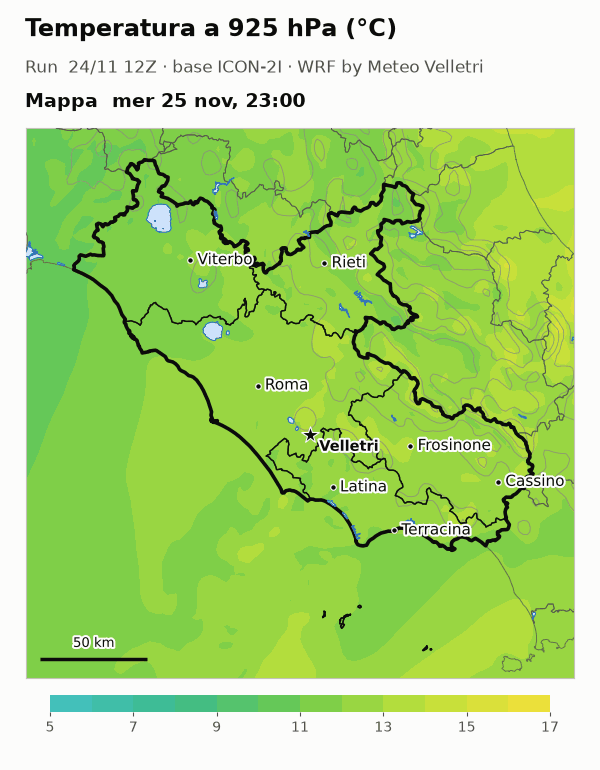 Temperatura a 925 hPa (°C)
Run  24/11 12Z · base ICON-2I · WRF by Meteo Velletri
Mappa  mer 25 nov, 23:00
Viterbo
Rieti
Roma
Velletri
Frosinone
Latina
Cassino
Terracina
50 km
5 7 9 11 13 15 17